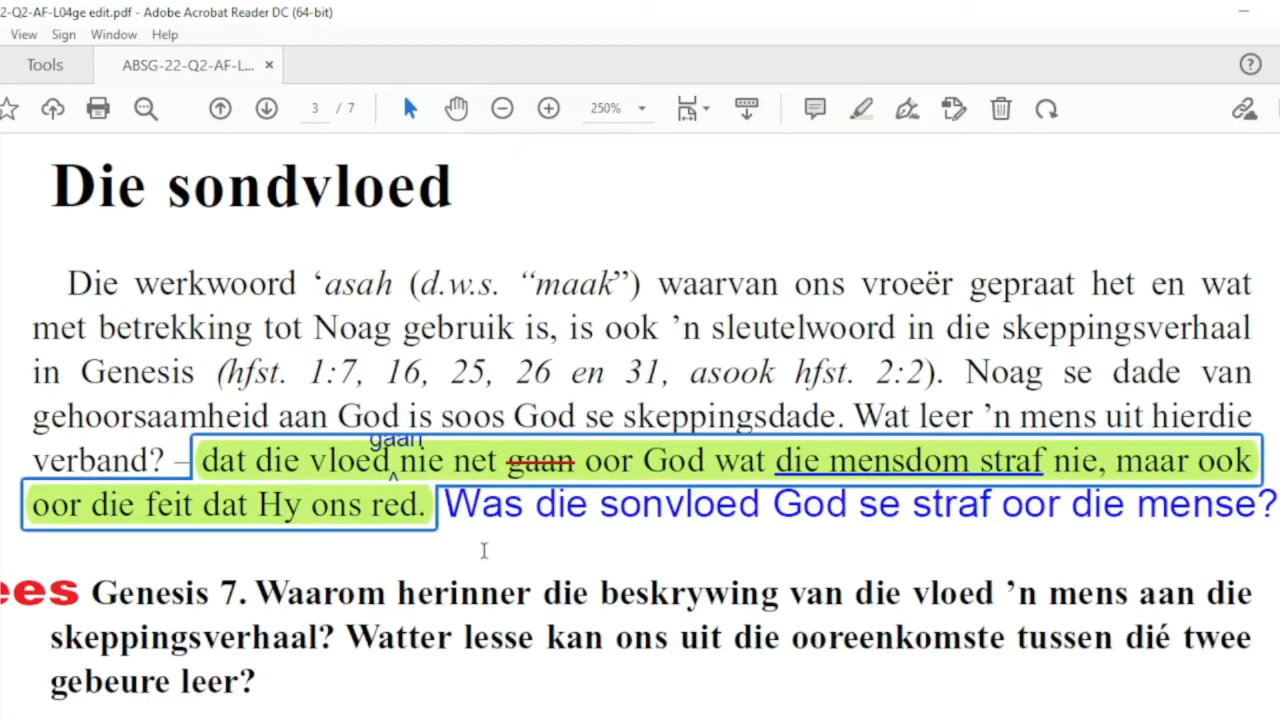 2-Q2-AF-L04ge edit.pdf - Adobe Acrobat Reader DC (64-bit)
View Sign Window Help
Tools ABSG-22-Q2-AF-L... ×
3 / 7 250%
Die sondvloed
Die werkwoord ‘asah (d.w.s. “maak”) waarvan ons vroeër gepraat het en wat
met betrekking tot Noag gebruik is, is ook ’n sleutelwoord in die skeppingsverhaal
in Genesis (hfst. 1:7, 16, 25, 26 en 31, asook hfst. 2:2). Noag se dade van
gehoorsaamheid aan God is soos God se skeppingsdade. Wat leer ’n mens uit hierdie
gaan
verband? – dat die vloed ^ nie net gaan oor God wat die mensdom straf nie, maar ook
oor die feit dat Hy ons red. Was die sonvloed God se straf oor die mense?
ees Genesis 7. Waarom herinner die beskrywing van die vloed ’n mens aan die
skeppingsverhaal? Watter lesse kan ons uit die ooreenkomste tussen dié twee
gebeure leer?